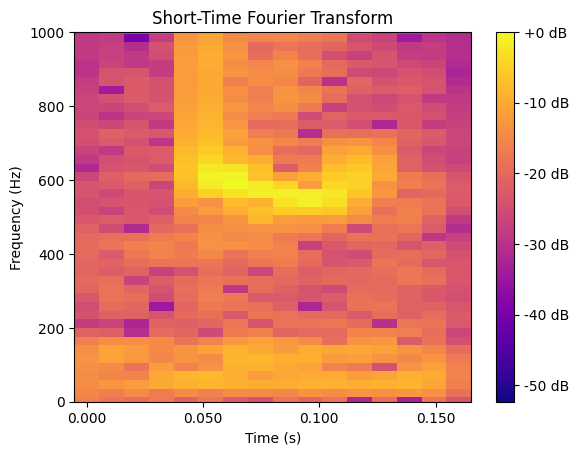 Short-Time Fourier Transform
1000
800
600
400
200
0
Frequency (Hz)
0.000
0.050
0.100
0.150
Time (s)
+0 dB
-10 dB
-20 dB
-30 dB
-40 dB
-50 dB